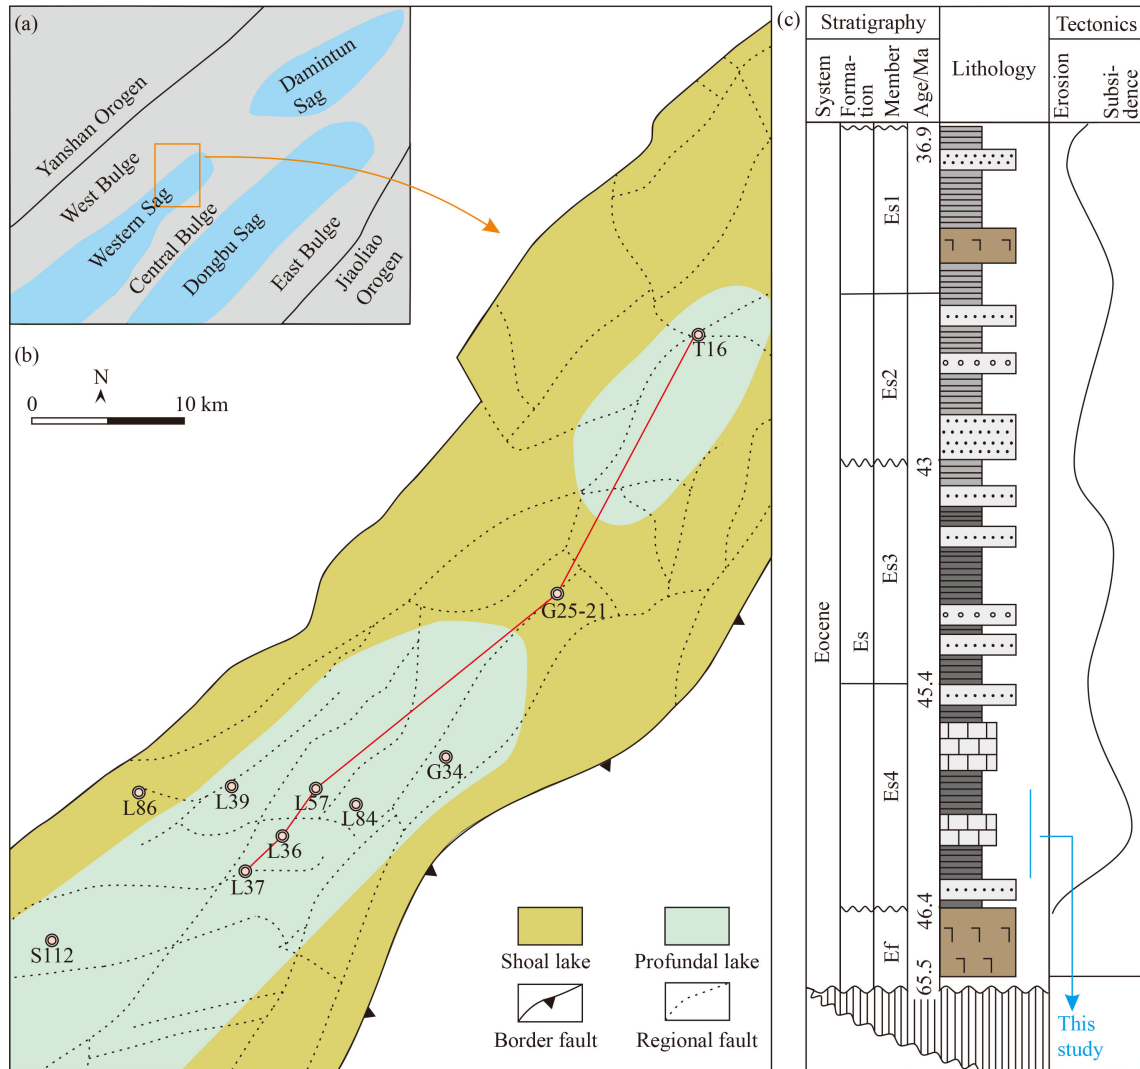 (a)
Yanshan Orogen
Damintun
Sag
West Bulge
Western Sag
Central Bulge
Dongbu Sag
East Bulge
Jiaoliao
Orogen
(b)
N
0
10 km
T16
G25-21
G34
L86
L39
L57
L84
L36
L37
S112
Shoal lake
Profundal lake
Border fault
Regional fault
(c)
Stratigraphy
Lithology
Tectonics
System
Forma-
tion
Member
Age/Ma
Erosion
Subsi-
dence
Eocene
Es
Es1
Es2
Es3
Es4
Ef
36.9
43
45.4
46.4
65.5
This
study